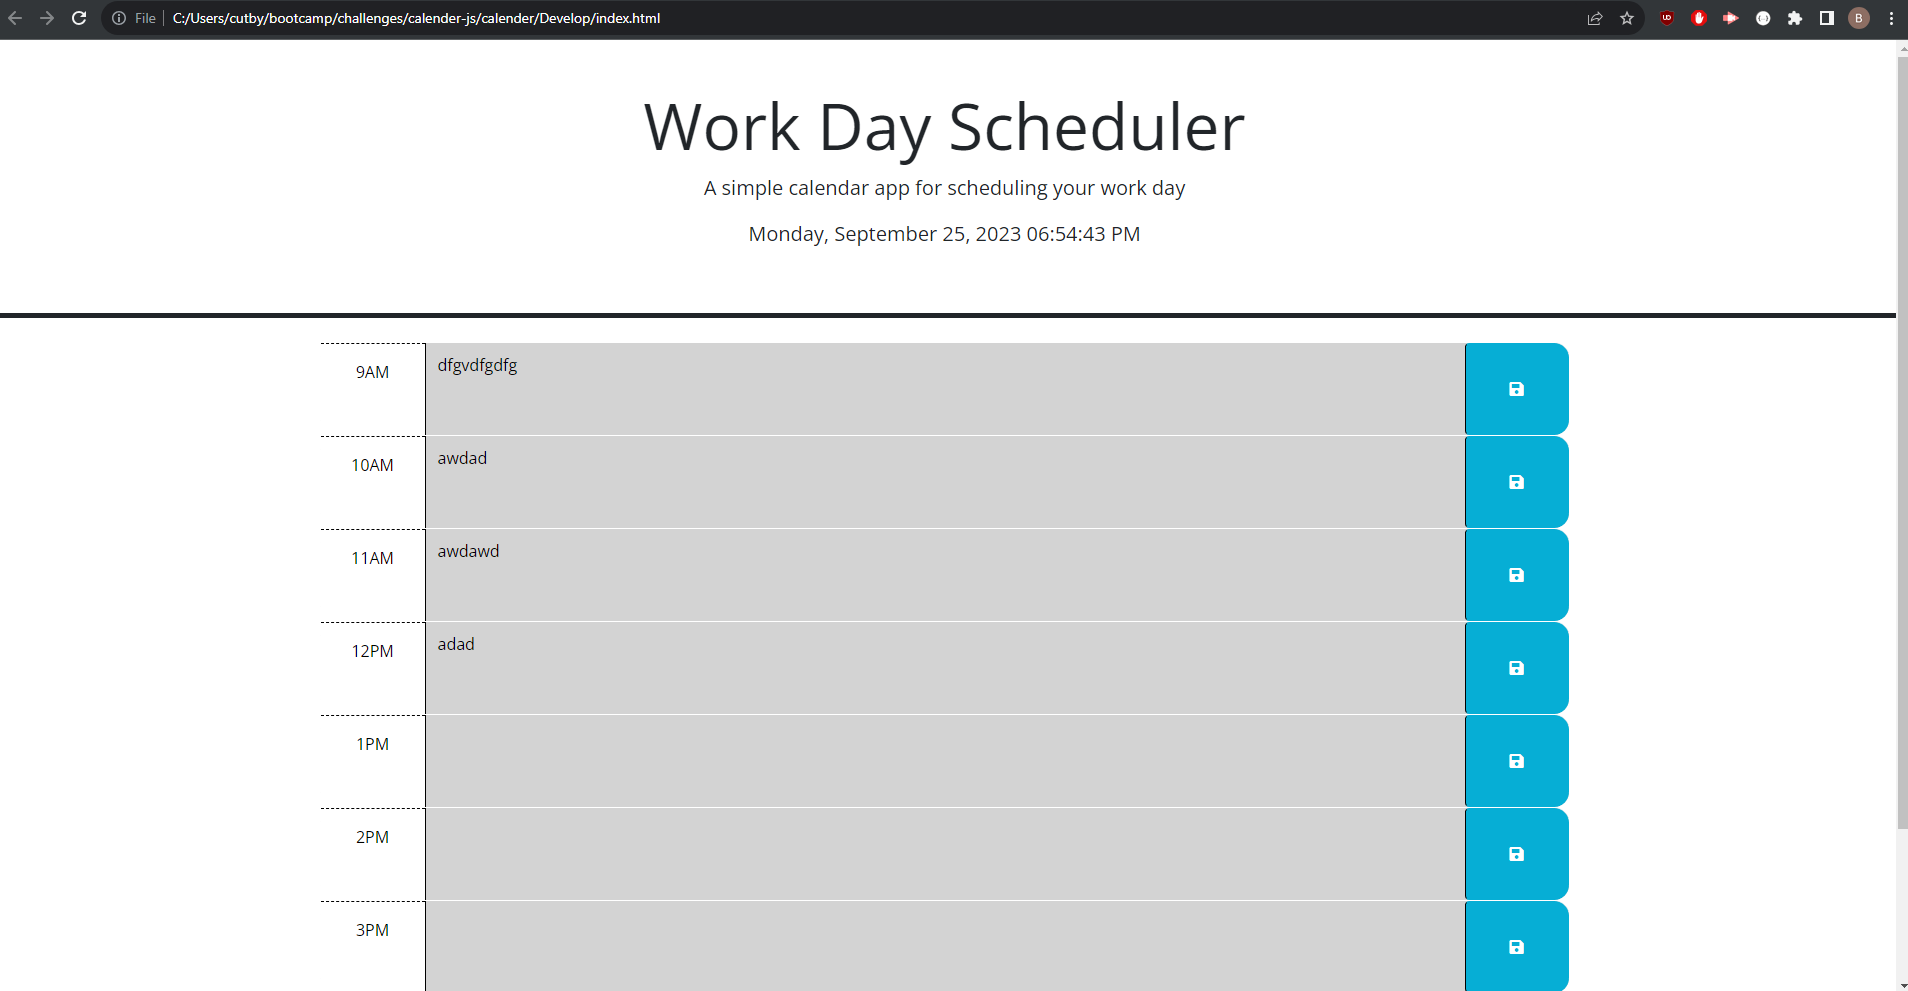 File C:/Users/cutby/bootcamp/challenges/calender-js/calender/Develop/index.html
UD
B
Work Day Scheduler
A simple calendar app for scheduling your work day
Monday, September 25, 2023 06:54:43 PM
9AM dfgvdfgdfg
10AM awdad
11AM awdawd
12PM adad
1PM
2PM
3PM